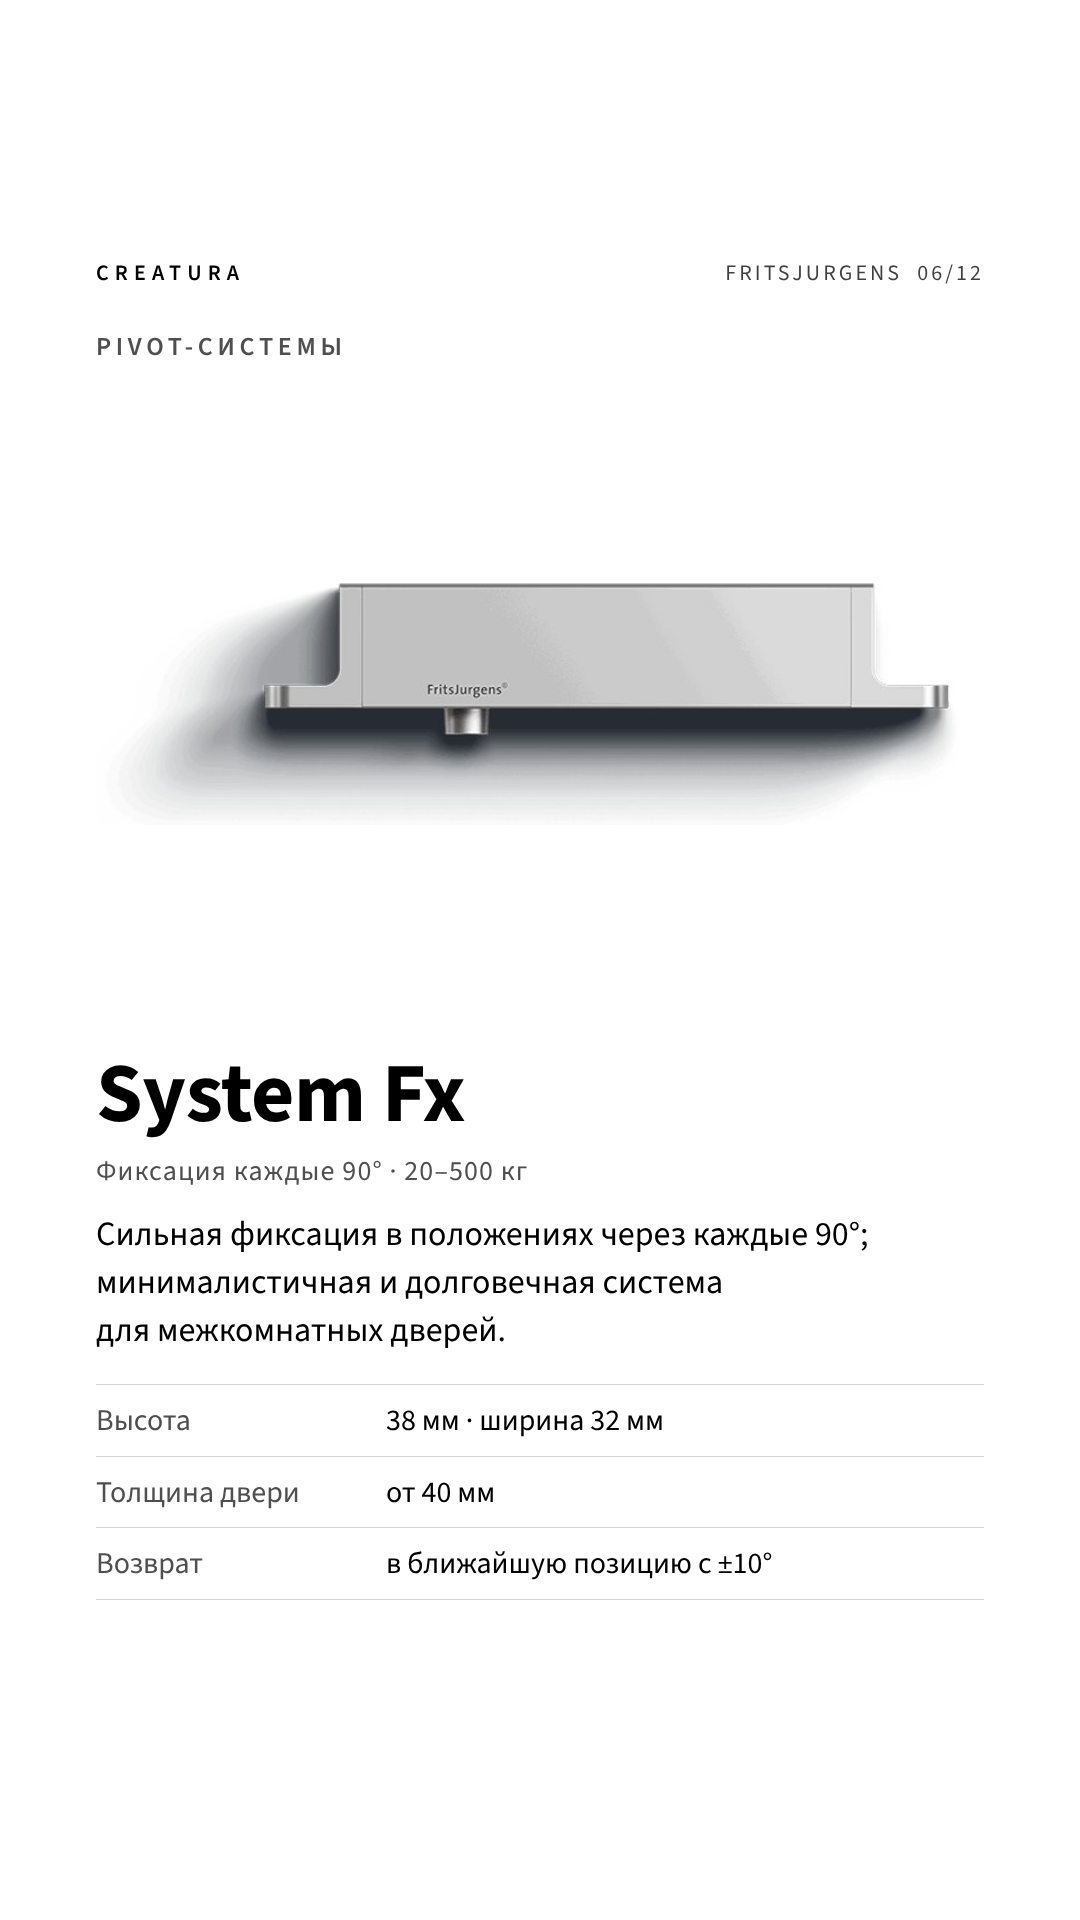 CREATURA
FRITSJURGENS 06/12
PIVOT-СИСТЕМЫ
FritsJurgens®
System Fx
Фиксация каждые 90° · 20–500 кг
Сильная фиксация в положениях через каждые 90°;
минималистичная и долговечная система
для межкомнатных дверей.
Высота 38 мм · ширина 32 мм
Толщина двери от 40 мм
Возврат в ближайшую позицию с ±10°